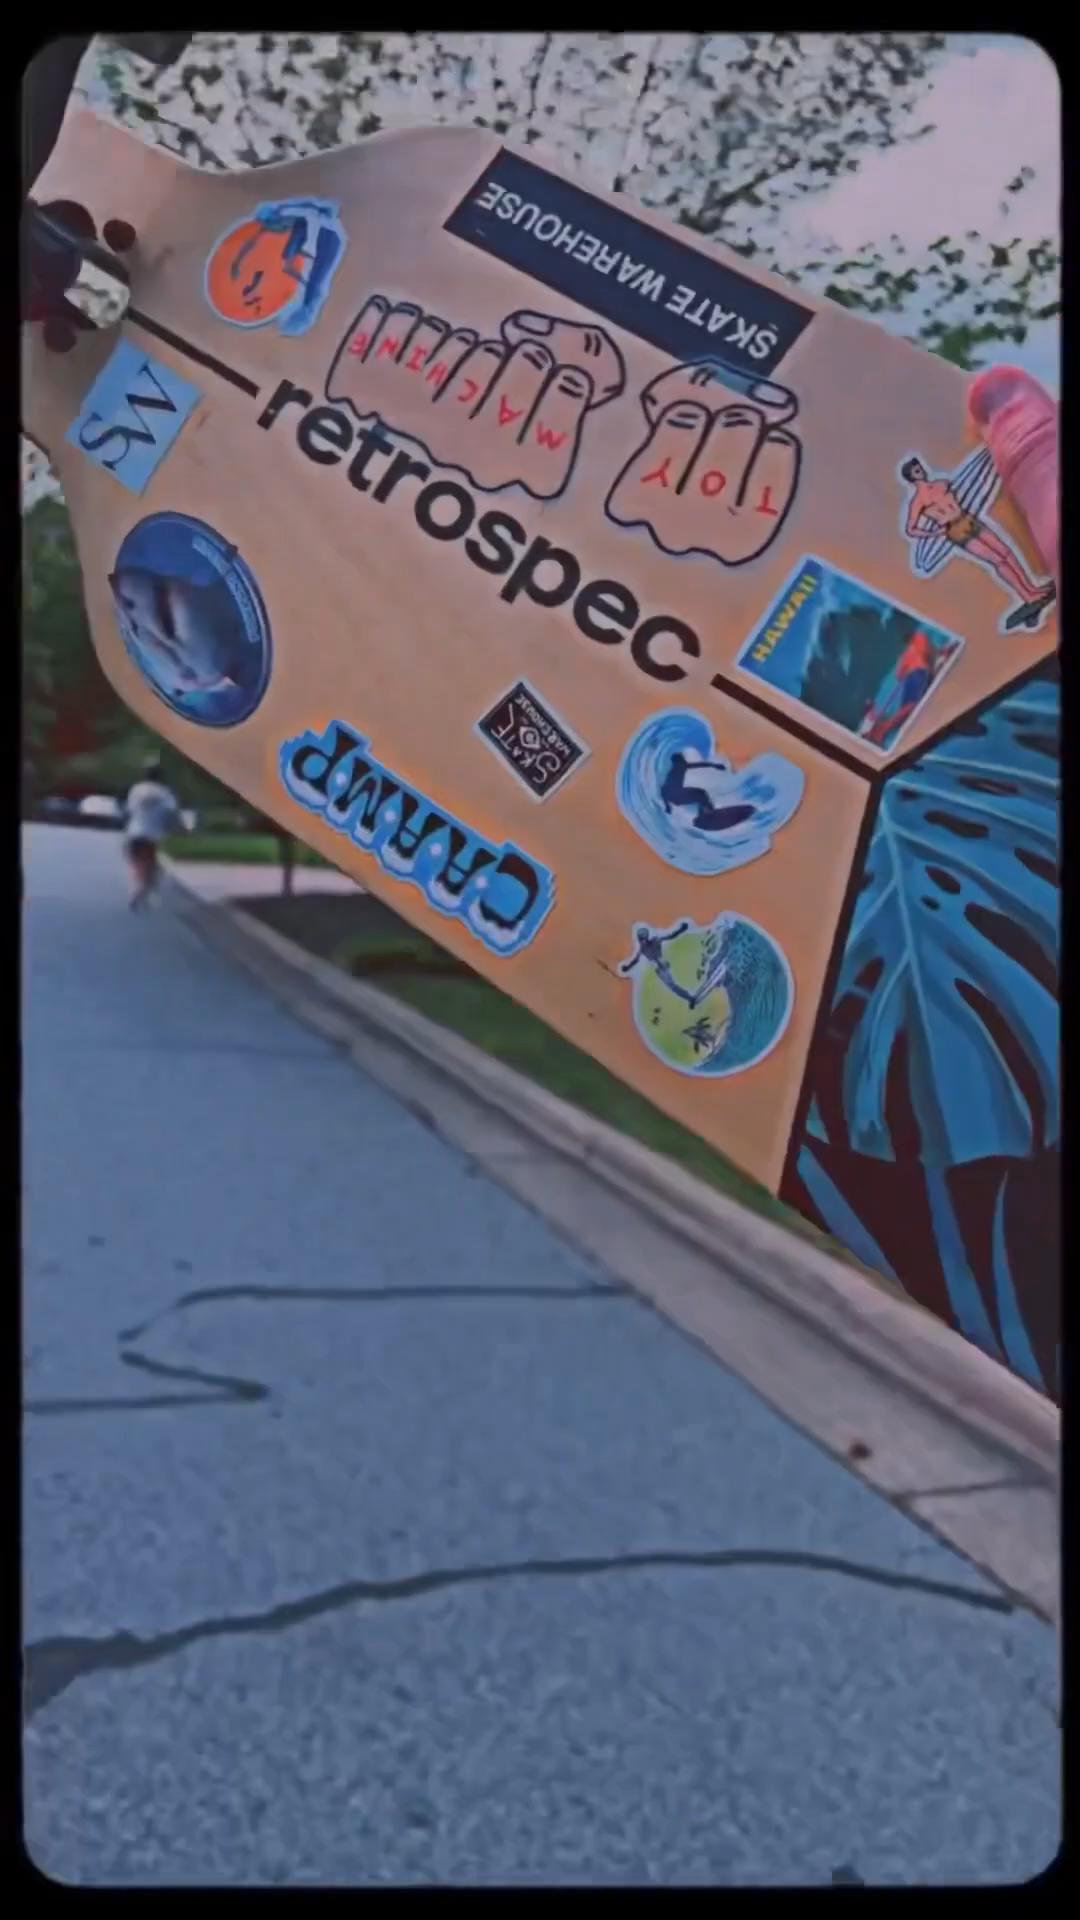 SKATE WAREHOUSE
TOY
MACHINE
retrospec
SW
HAWAII
SKATE
WAREHOUSE
CRAMP